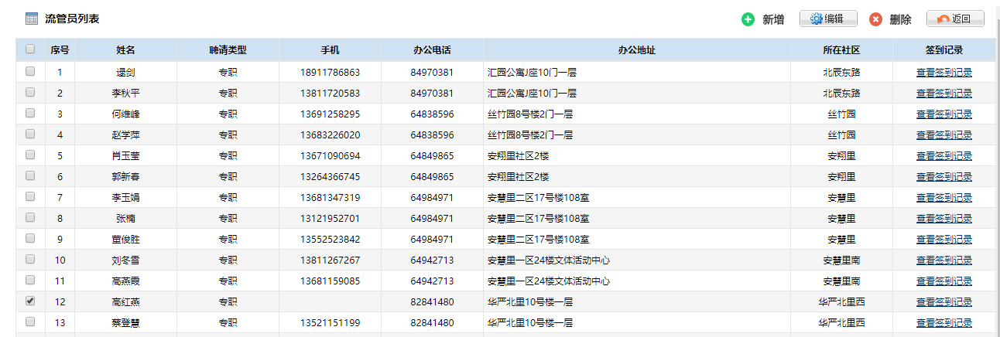 流管员列表 新增 编辑 删除 返回
序号 姓名 聘请类型 手机 办公电话 办公地址 所在社区 签到记录
1 逯剑 专职 18911786863 84970381 汇园公寓J座10门一层 北辰东路 查看签到记录
2 李秋平 专职 13811720583 84970381 汇园公寓J座10门一层 北辰东路 查看签到记录
3 何维峰 专职 13691258295 64838596 丝竹园8号楼2门一层 丝竹园 查看签到记录
4 赵学萍 专职 13683226020 64838596 丝竹园8号楼2门一层 丝竹园 查看签到记录
5 肖玉莹 专职 13671090694 64849865 安翔里社区2楼 安翔里 查看签到记录
6 郭新春 专职 13264366745 64849865 安翔里社区2楼 安翔里 查看签到记录
7 李玉娟 专职 13681347319 64984971 安慧里二区17号楼108室 安慧里 查看签到记录
8 张楠 专职 13121952701 64984971 安慧里二区17号楼108室 安慧里 查看签到记录
9 董俊胜 专职 13552523842 64984971 安慧里二区17号楼108室 安慧里 查看签到记录
10 刘冬雪 专职 13811267267 64942713 安慧里一区24楼文体活动中心 安慧里南 查看签到记录
11 高燕霞 专职 13681159085 64942713 安慧里一区24楼文体活动中心 安慧里南 查看签到记录
12 高红燕 专职 82841480 华严北里10号楼一层 华严北里西 查看签到记录
13 蔡登慧 专职 13521151199 82841480 华严北里10号楼一层 华严北里西 查看签到记录